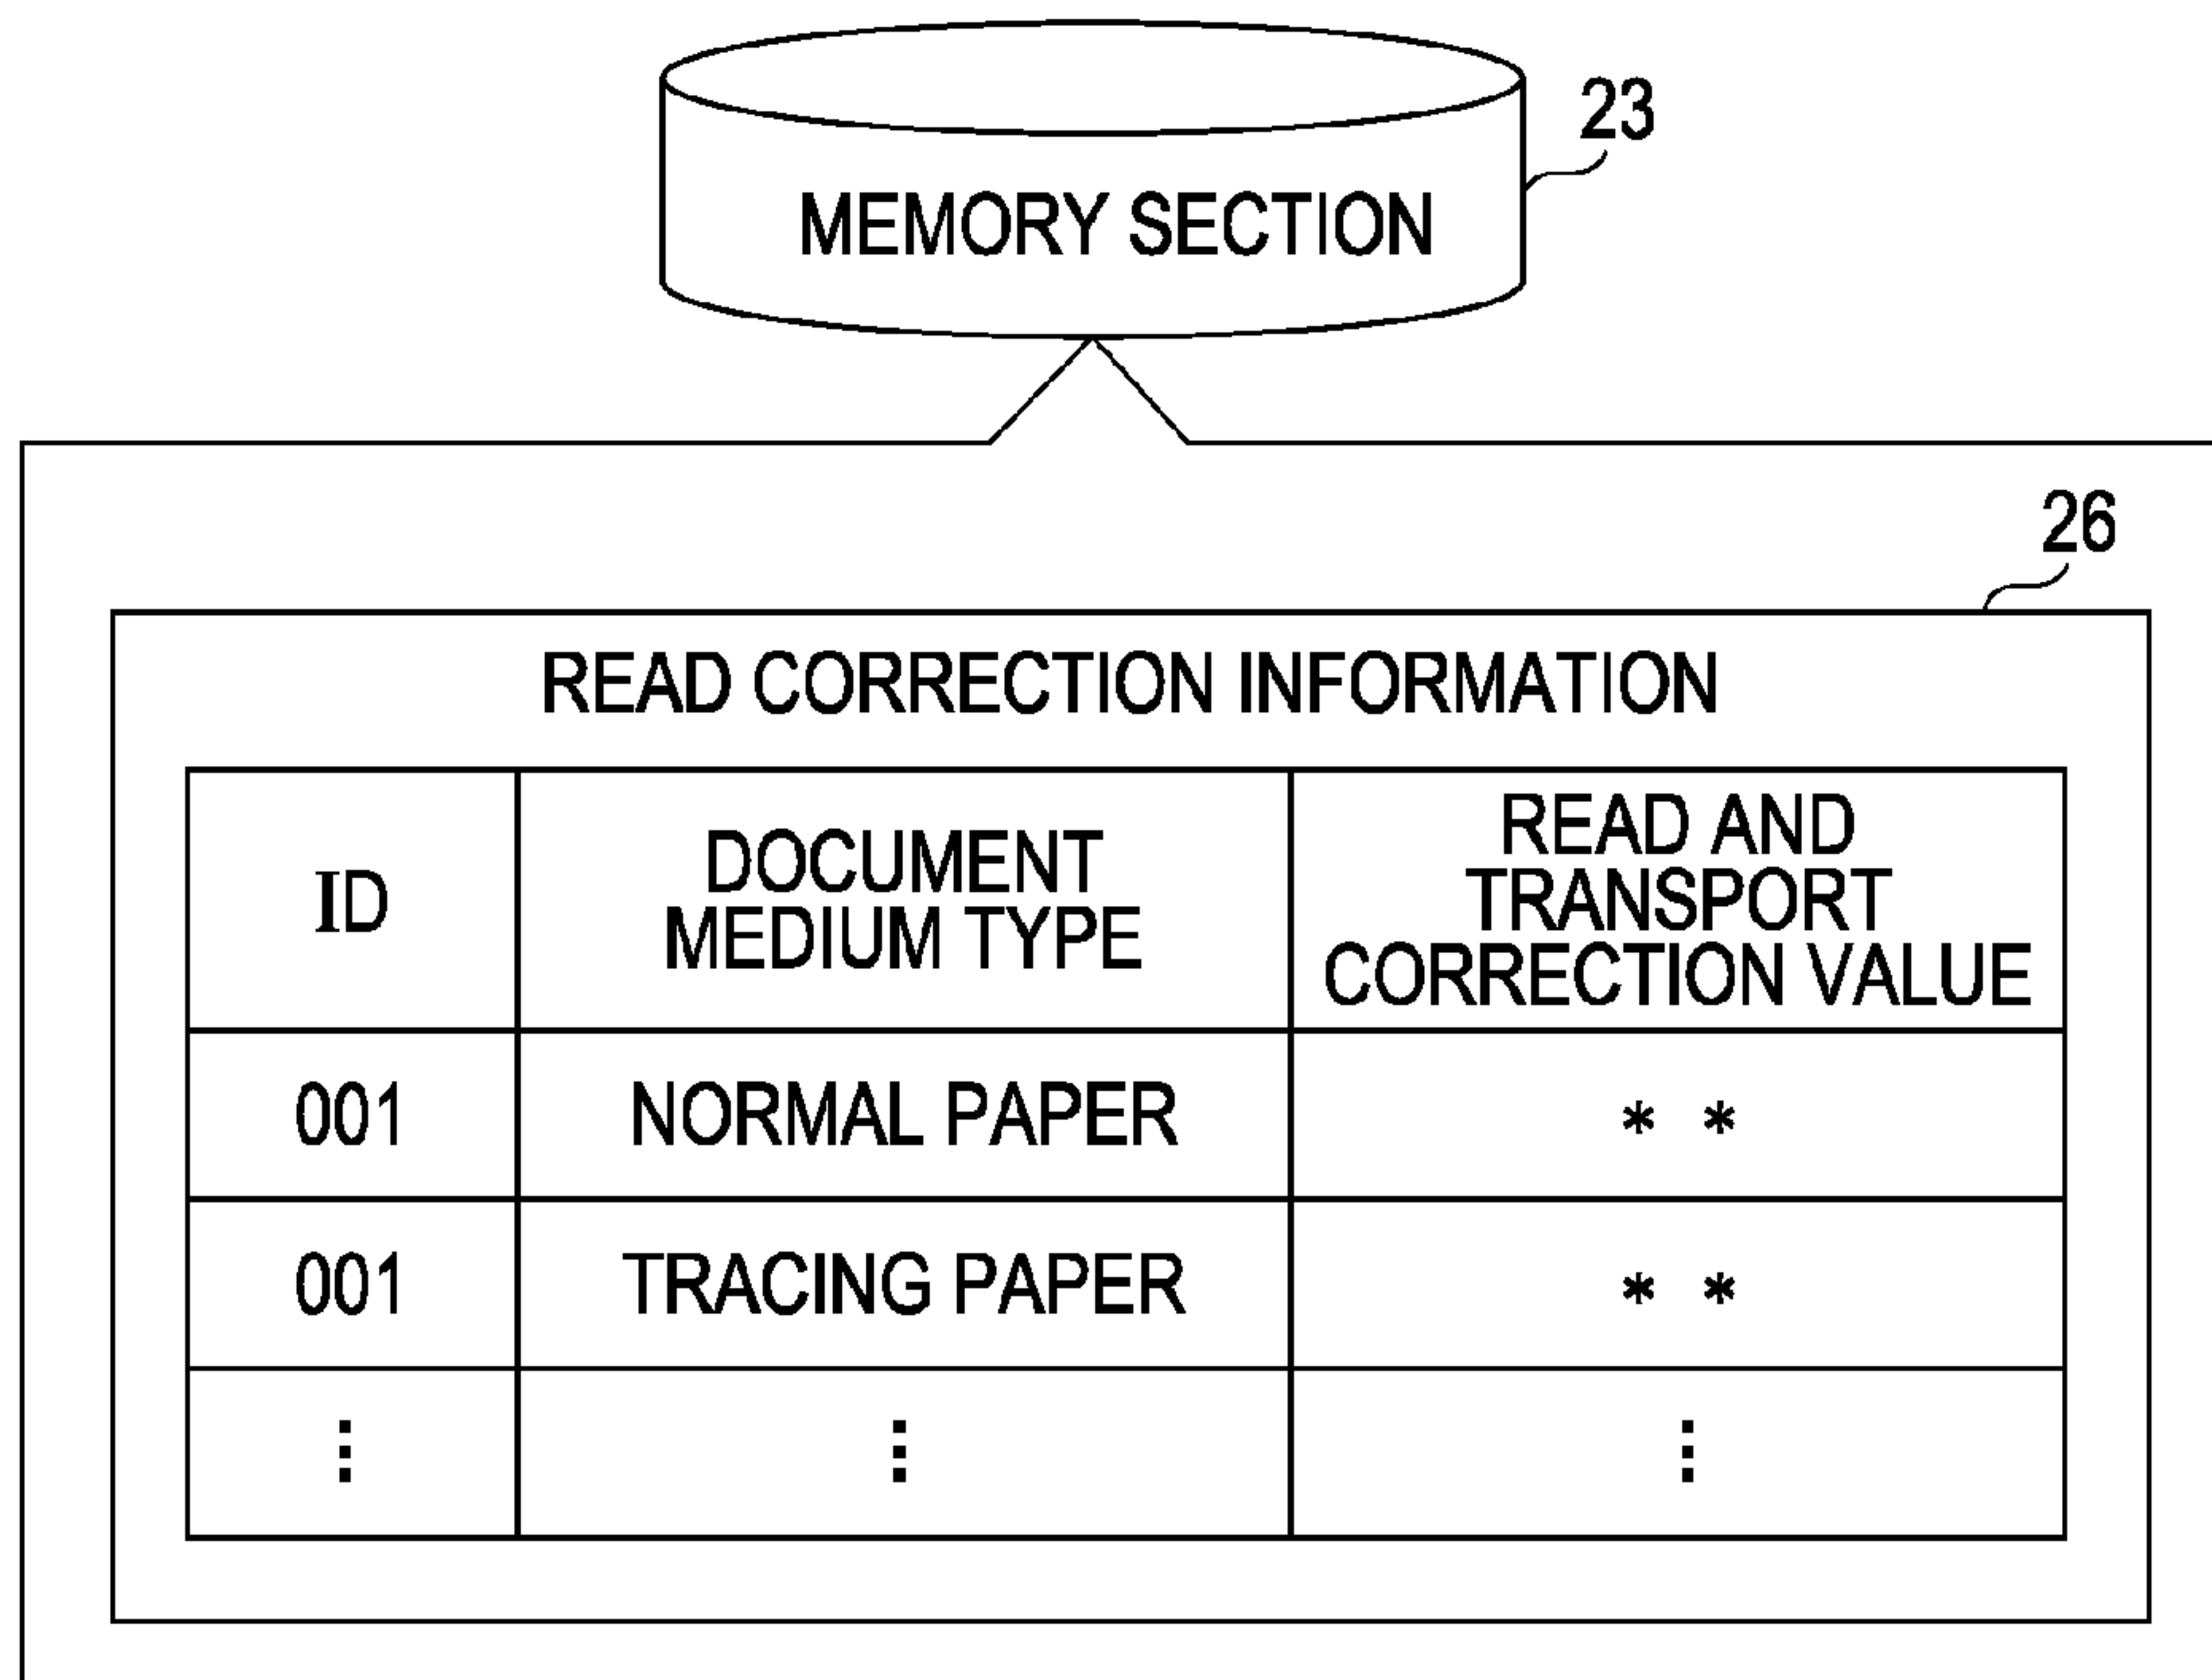 23
MEMORY SECTION
26
READ CORRECTION INFORMATION
ID
DOCUMENT
MEDIUM TYPE
READ AND
TRANSPORT
CORRECTION VALUE
001
NORMAL PAPER
* *
001
TRACING PAPER
* *
⋮
⋮
⋮